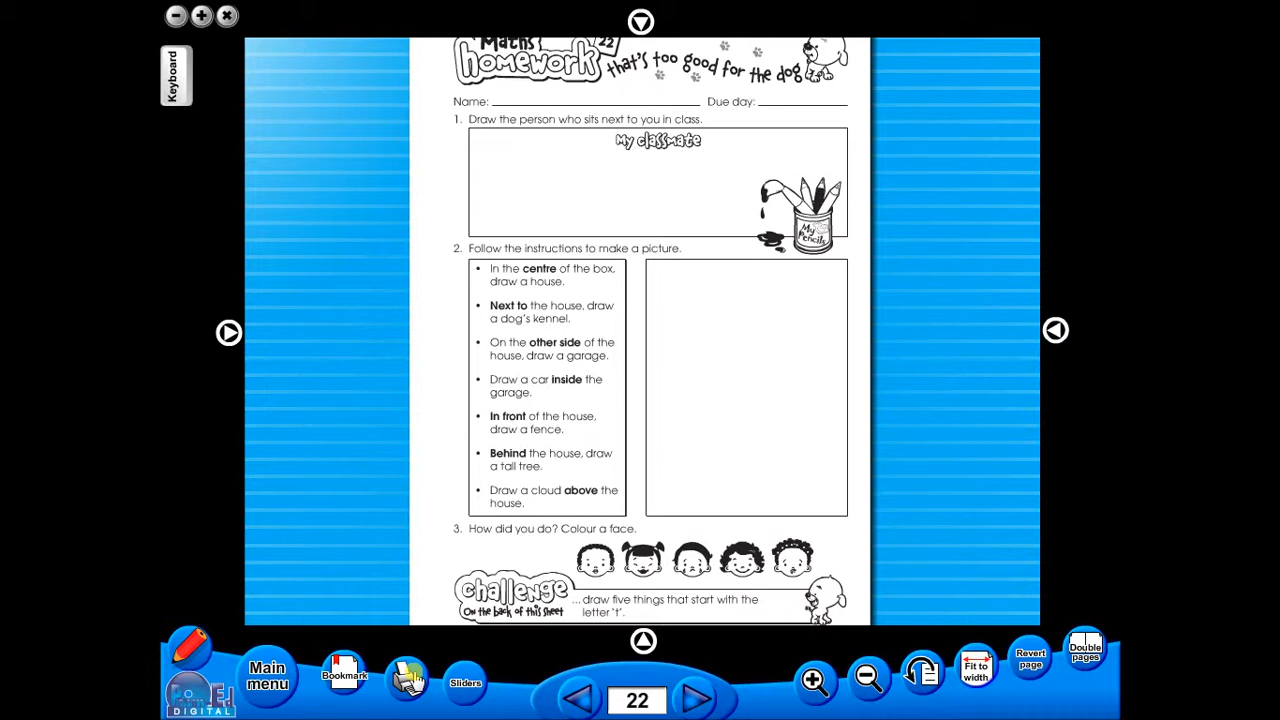 Keyboard
Maths
homework
22
that's too good for the dog
Name: Due day:
1. Draw the person who sits next to you in class.
My classmate
My
Pencils
2. Follow the instructions to make a picture.
• In the centre of the box,
draw a house.
• Next to the house, draw
a dog's kennel.
• On the other side of the
house, draw a garage.
• Draw a car inside the
garage.
• In front of the house,
draw a fence.
• Behind the house, draw
a tall tree.
• Draw a cloud above the
house.
3. How did you do? Colour a face.
Challenge
On the back of this sheet
... draw five things that start with the
letter 't'.
Main
menu
Bookmark
Sliders
22
Fit to
width
Revert
page
Double
pages
DIGITAL